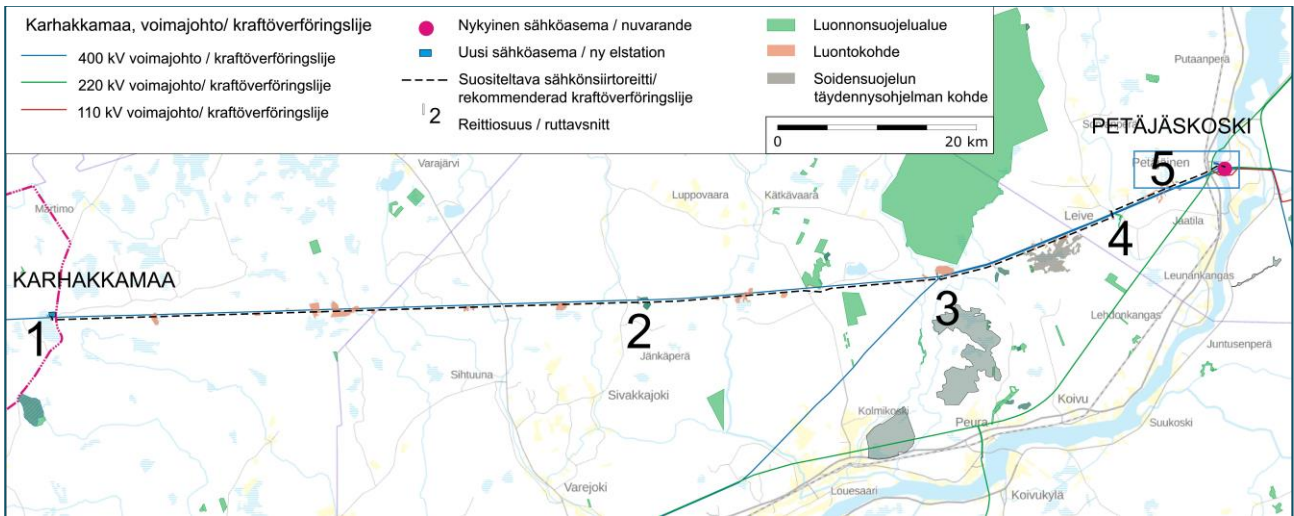 Karhakkamaa, voimajohto/ kraftöverföringslije
400 kV voimajohto / kraftöverföringslije
220 kV voimajohto/ kraftöverföringslije
110 kV voimajohto/ kraftöverföringslije
Nykyinen sähköasema / nuvarande
Uusi sähköasema / ny elstation
Suositeltava sähkönsiirtoreitti/
rekommenderad kraftöverföringslije
2
Reittiosuus / ruttavsnitt
Luonnonsuojelualue
Luontokohde
Soidensuojelun
täydennysohjelman kohde
0 20 km
Putaanperä
PETÄJÄSKOSKI
Petäjäinen
5
Varajärvi
Luppovaara
Kätkävaara
Martimo
Leive
4
Jaatila
Leunankangas
KARHAKKAMAA
1
2
3
Lehdonkangas
Juntusenperä
Jänkäperä
Sihtuuna
Sivakkajoki
Kolmikoski
Peura
Koivu
Suukoski
Varejoki
Louesaari
Koivukylä